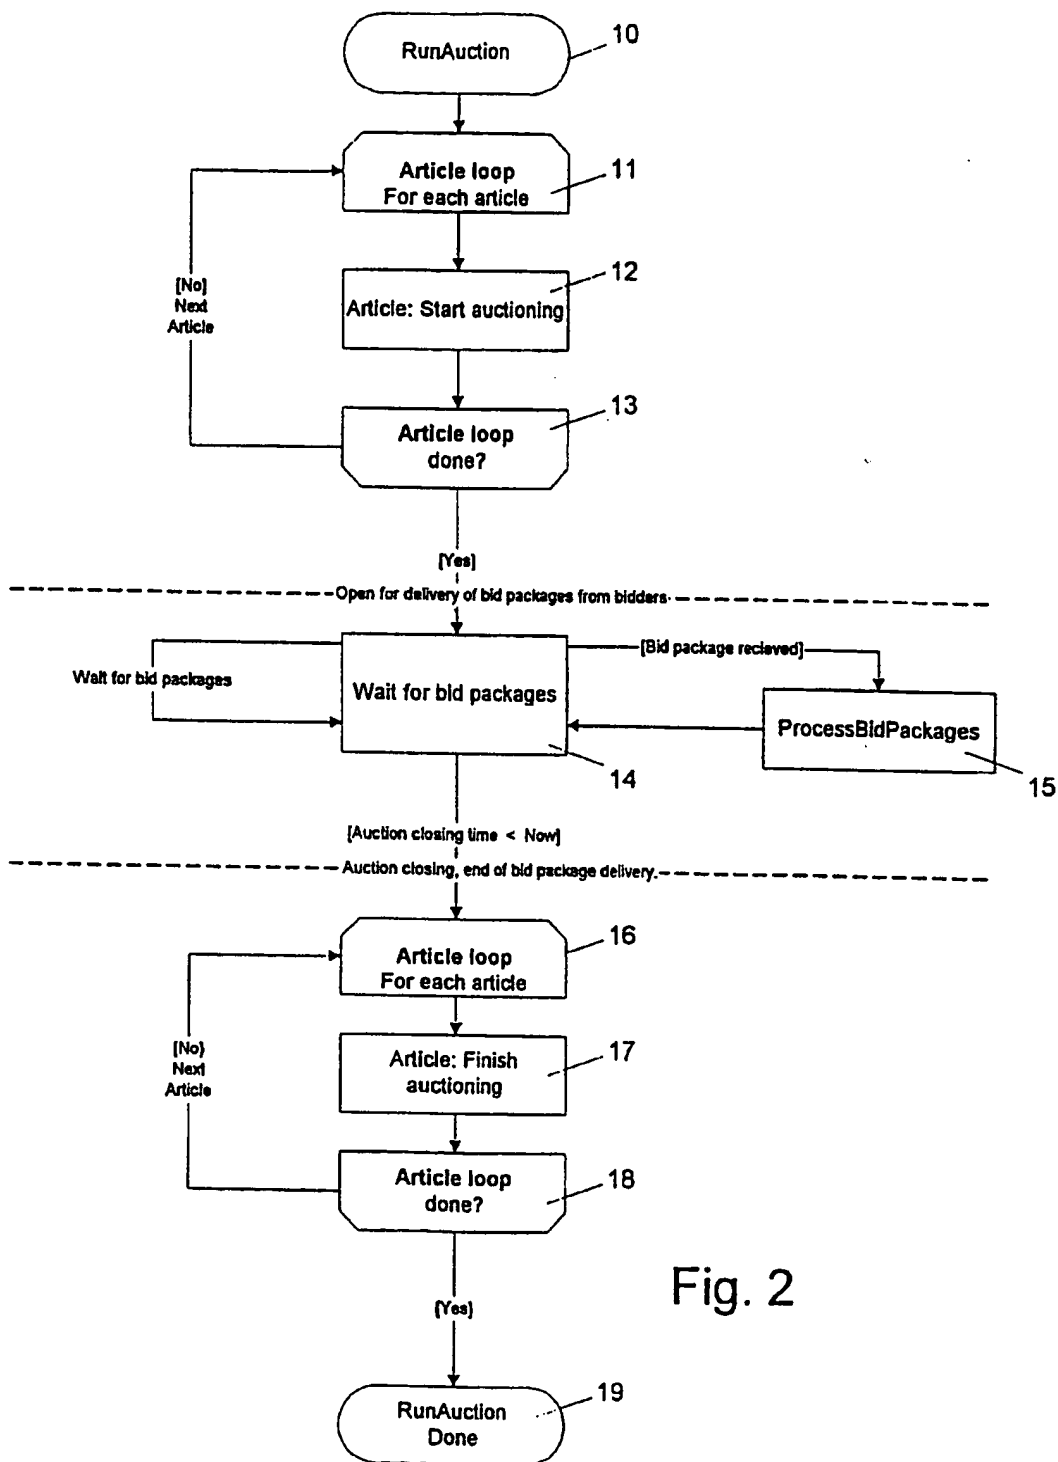 RunAuction
10
Article loop
For each article
11
Article: Start auctioning
12
[No]
Next
Article
Article loop
done?
13
[Yes]
Open for delivery of bid packages from bidders
Wait for bid packages
Wait for bid packages
14
[Bid package recieved]
ProcessBidPackages
15
[Auction closing time < Now]
Auction closing, end of bid package delivery.
Article loop
For each article
16
Article: Finish
auctioning
17
[No]
Next
Article
Article loop
done?
18
[Yes]
Fig. 2
RunAuction
Done
19